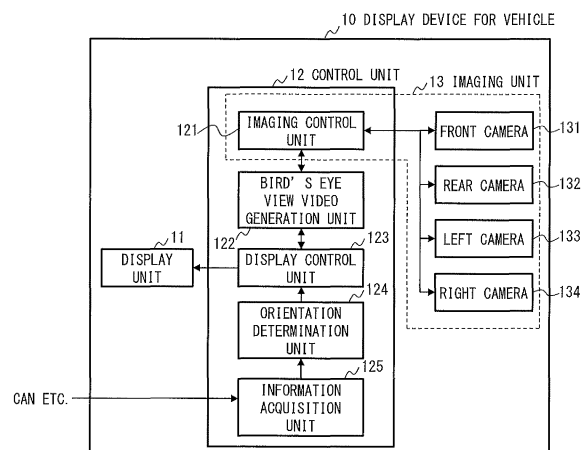 10 DISPLAY DEVICE FOR VEHICLE
12 CONTROL UNIT
13 IMAGING UNIT
121
IMAGING CONTROL
UNIT
FRONT CAMERA
131
BIRD'S EYE
VIEW VIDEO
GENERATION UNIT
122
REAR CAMERA
132
11
DISPLAY
UNIT
123
DISPLAY CONTROL
UNIT
LEFT CAMERA
133
124
ORIENTATION
DETERMINATION
UNIT
RIGHT CAMERA
134
125
INFORMATION
ACQUISITION
UNIT
CAN ETC.